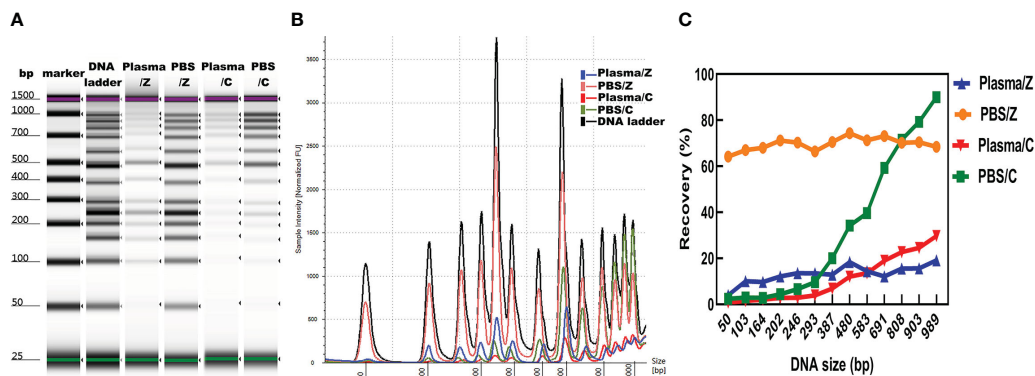 A
bp
marker
DNA ladder
Plasma /Z
PBS /Z
Plasma /C
PBS /C
1500
1000
700
500
400
300
200
100
50
25
B
Sample Intensity [Normalized FU]
3500
3000
2500
2000
1500
1000
500
0
Plasma/Z
PBS/Z
Plasma/C
PBS/C
DNA ladder
Size
[bp]
C
Recovery (%)
100
80
60
40
20
0
50 103 164 202 246 293 387 480 583 691 808 903 989
DNA size (bp)
Plasma/Z
PBS/Z
Plasma/C
PBS/C